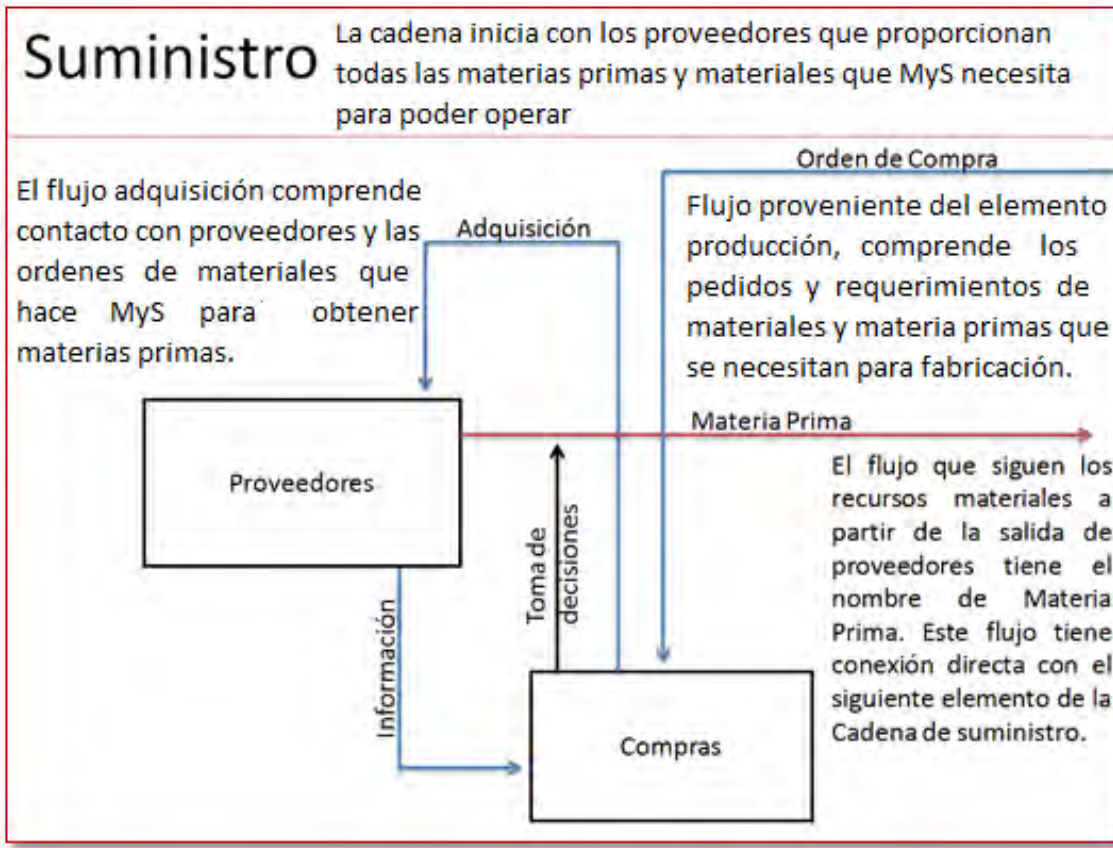 Suministro
La cadena inicia con los proveedores que proporcionan
todas las materias primas y materiales que MyS necesita
para poder operar
El flujo adquisición comprende
contacto con proveedores y las
ordenes de materiales que
hace MyS para obtener
materias primas.
Adquisición
Orden de Compra
Flujo proveniente del elemento
producción, comprende los
pedidos y requerimientos de
materiales y materia primas que
se necesitan para fabricación.
Proveedores
Materia Prima
El flujo que siguen los
recursos materiales a
partir de la salida de
proveedores tiene el
nombre de Materia
Prima. Este flujo tiene
conexión directa con el
siguiente elemento de la
Cadena de suministro.
Toma de
decisiones
Información
Compras